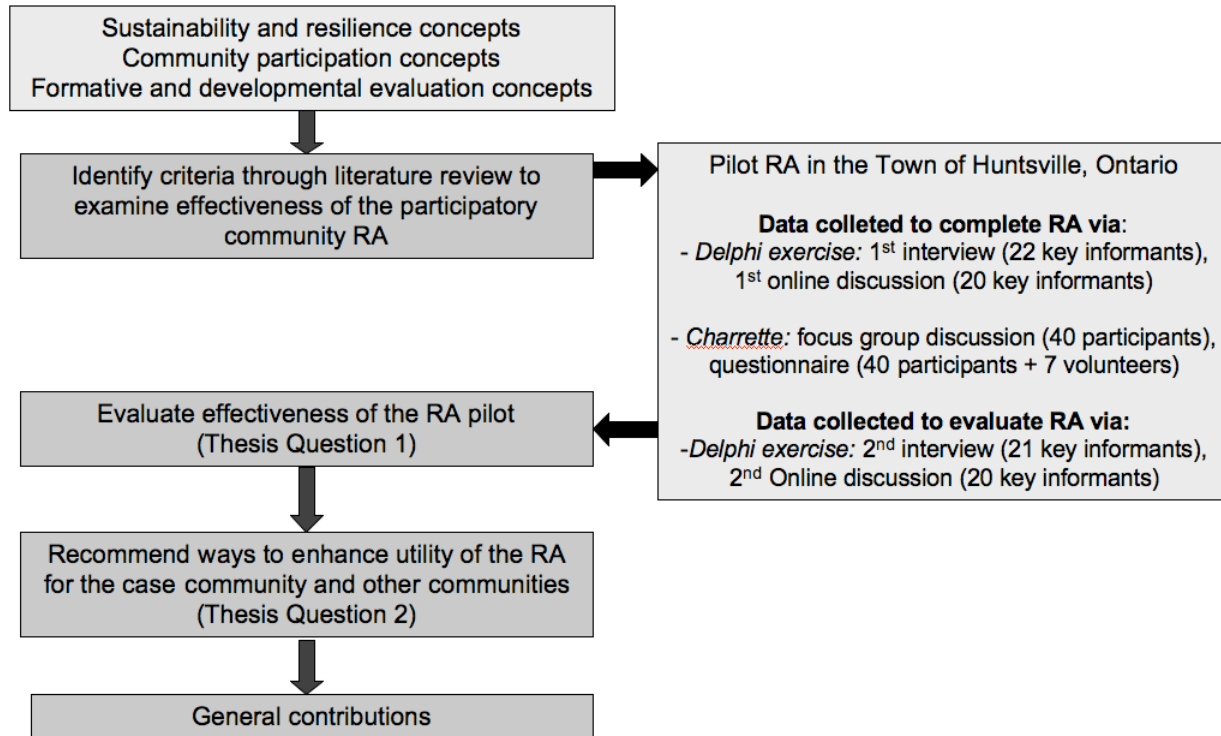 Sustainability and resilience concepts
Community participation concepts
Formative and developmental evaluation concepts
Identify criteria through literature review to
examine effectiveness of the participatory
community RA
Pilot RA in the Town of Huntsville, Ontario
Data colleted to complete RA via:
- Delphi exercise: 1st interview (22 key informants),
1st online discussion (20 key informants)
- Charrette: focus group discussion (40 participants),
questionnaire (40 participants + 7 volunteers)
Data collected to evaluate RA via:
-Delphi exercise: 2nd interview (21 key informants),
2nd Online discussion (20 key informants)
Evaluate effectiveness of the RA pilot
(Thesis Question 1)
Recommend ways to enhance utility of the RA
for the case community and other communities
(Thesis Question 2)
General contributions